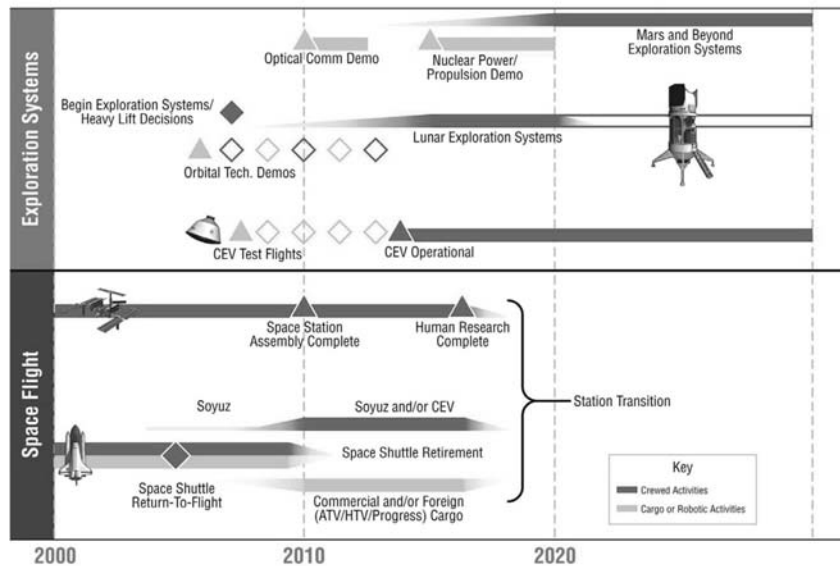 Exploration Systems
Mars and Beyond
Exploration Systems
Optical Comm Demo
Nuclear Power/
Propulsion Demo
Begin Exploration Systems/
Heavy Lift Decisions
Lunar Exploration Systems
Orbital Tech. Demos
CEV Test Flights
CEV Operational
Space Flight
Space Station
Assembly Complete
Human Research
Complete
Station Transition
Soyuz
Soyuz and/or CEV
Space Shuttle Retirement
Space Shuttle
Return-To-Flight
Commercial and/or Foreign
(ATV/HTV/Progress) Cargo
Key
Crewed Activities
Cargo or Robotic Activities
2000
2010
2020